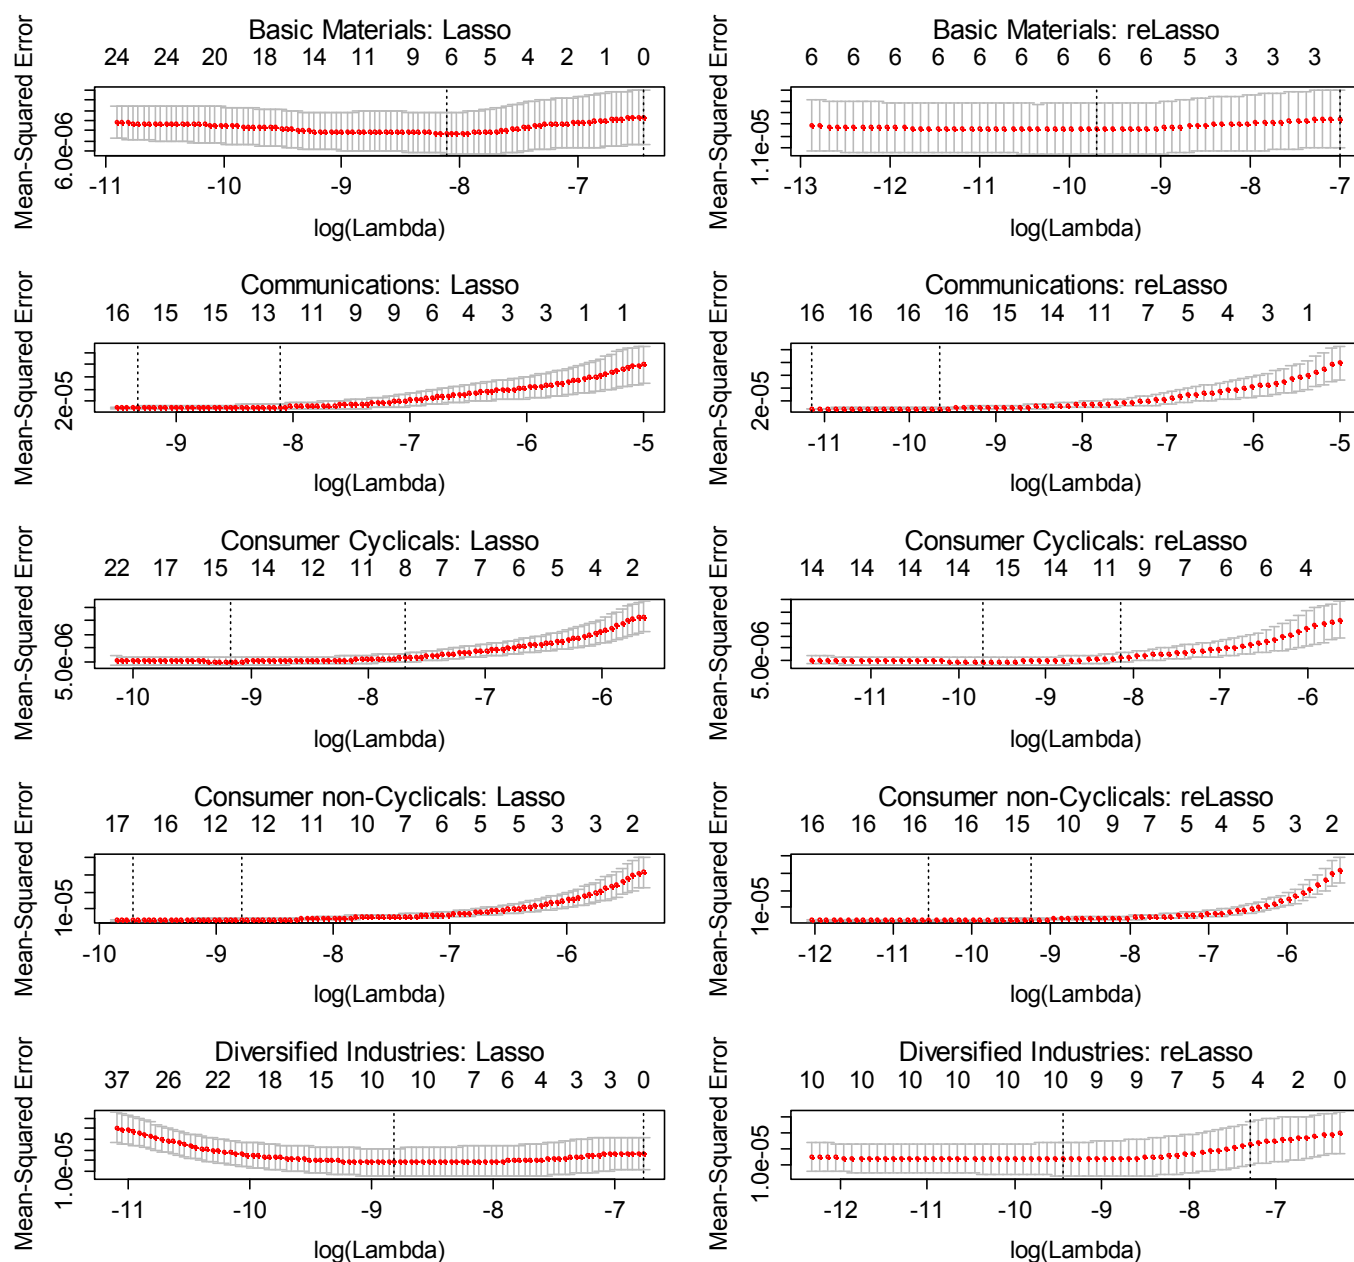 Basic Materials: Lasso
24 24 20 18 14 11 9 6 5 4 2 1 0
Mean-Squared Error
6.0e-06
-11 -10 -9 -8 -7
log(Lambda)
Basic Materials: reLasso
6 6 6 6 6 6 6 6 6 5 3 3 3
Mean-Squared Error
1.1e-05
-13 -12 -11 -10 -9 -8 -7
log(Lambda)
Communications: Lasso
16 15 15 13 11 9 9 6 4 3 3 1 1
Mean-Squared Error
2e-05
-9 -8 -7 -6 -5
log(Lambda)
Communications: reLasso
16 16 16 16 15 14 11 7 5 4 3 1
Mean-Squared Error
2e-05
-11 -10 -9 -8 -7 -6 -5
log(Lambda)
Consumer Cyclicals: Lasso
22 17 15 14 12 11 8 7 7 6 5 4 2
Mean-Squared Error
5.0e-06
-10 -9 -8 -7 -6
log(Lambda)
Consumer Cyclicals: reLasso
14 14 14 14 15 14 11 9 7 6 6 4
Mean-Squared Error
5.0e-06
-11 -10 -9 -8 -7 -6
log(Lambda)
Consumer non-Cyclicals: Lasso
17 16 12 12 11 10 7 6 5 5 3 3 2
Mean-Squared Error
1e-05
-10 -9 -8 -7 -6
log(Lambda)
Consumer non-Cyclicals: reLasso
16 16 16 16 15 10 9 7 5 4 5 3 2
Mean-Squared Error
1e-05
-12 -11 -10 -9 -8 -7 -6
log(Lambda)
Diversified Industries: Lasso
37 26 22 18 15 10 10 7 6 4 3 3 0
Mean-Squared Error
1.0e-05
-11 -10 -9 -8 -7
log(Lambda)
Diversified Industries: reLasso
10 10 10 10 10 10 9 9 7 5 4 2 0
Mean-Squared Error
1.0e-05
-12 -11 -10 -9 -8 -7
log(Lambda)